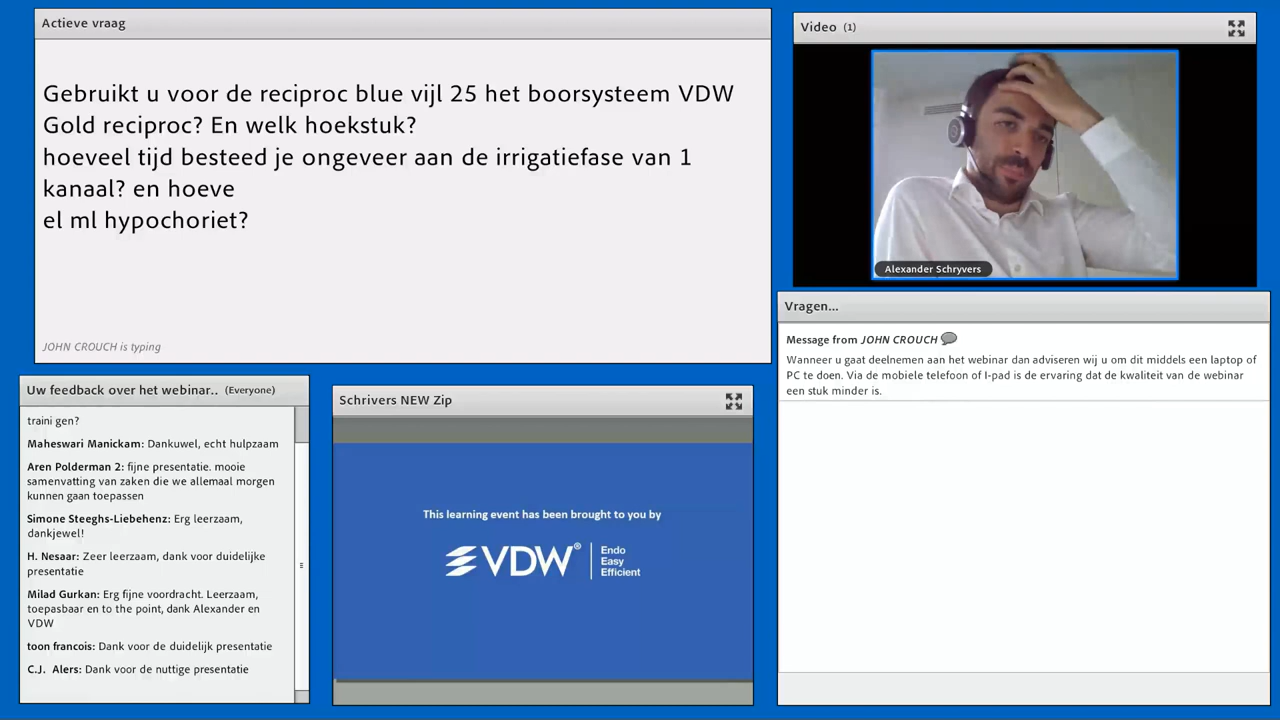 Actieve vraag
Gebruikt u voor de reciproc blue vijl 25 het boorsysteem VDW
Gold reciproc? En welk hoekstuk?
hoeveel tijd besteed je ongeveer aan de irrigatiefase van 1
kanaal? en hoeve
el ml hypochoriet?
JOHN CROUCH is typing
Video (1)
Alexander Schryvers
Vragen...
Message from JOHN CROUCH
Wanneer u gaat deelnemen aan het webinar dan adviseren wij u om dit middels een laptop of
PC te doen. Via de mobiele telefoon of I-pad is de ervaring dat de kwaliteit van de webinar
een stuk minder is.
Uw feedback over het webinar.. (Everyone)
traini gen?
Maheswari Manickam: Dankuwel, echt hulpzaam
Aren Polderman 2: fijne presentatie. mooie
samenvatting van zaken die we allemaal morgen
kunnen gaan toepassen
Simone Steeghs-Liebehenz: Erg leerzaam,
dankjewel!
H. Nesaar: Zeer leerzaam, dank voor duidelijke
presentatie
Milad Gurkan: Erg fijne voordracht. Leerzaam,
toepasbaar en to the point, dank Alexander en
VDW
toon francois: Dank voor de duidelijk presentatie
C.J. Alers: Dank voor de nuttige presentatie
Schrivers NEW Zip
This learning event has been brought to you by
VDW®
Endo
Easy
Efficient